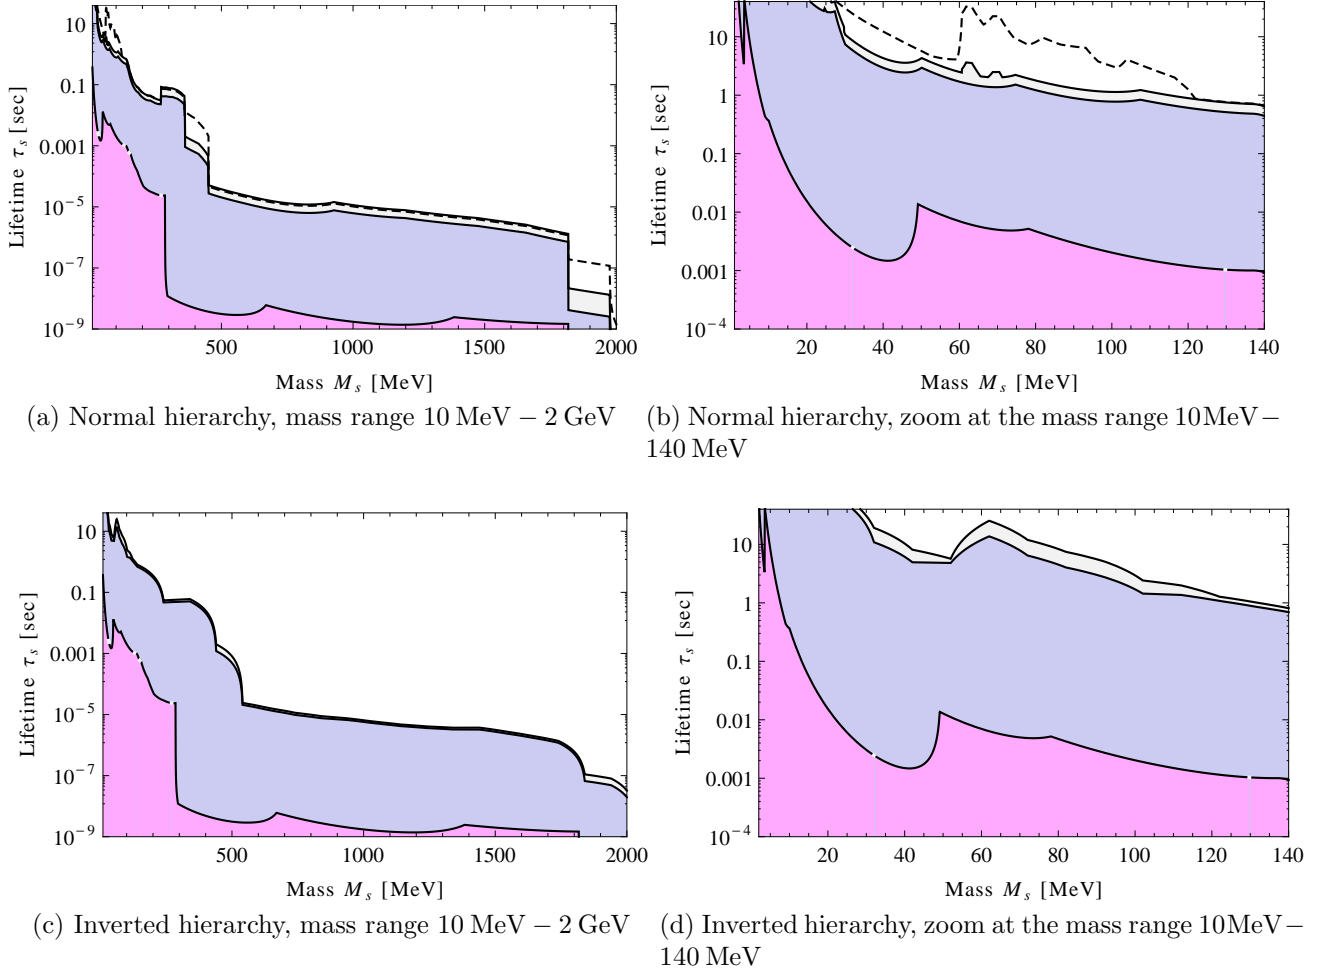 10
0.1
0.001
10⁻⁵
10⁻⁷
10⁻⁹
Lifetime τₛ [sec]
500 1000 1500 2000
Mass Mₛ [MeV]
(a) Normal hierarchy, mass range 10 MeV − 2 GeV
10
1
0.1
0.01
0.001
10⁻⁴
Lifetime τₛ [sec]
20 40 60 80 100 120 140
Mass Mₛ [MeV]
(b) Normal hierarchy, zoom at the mass range 10MeV−
140 MeV
10
0.1
0.001
10⁻⁵
10⁻⁷
10⁻⁹
Lifetime τₛ [sec]
500 1000 1500 2000
Mass Mₛ [MeV]
(c) Inverted hierarchy, mass range 10 MeV − 2 GeV
10
1
0.1
0.01
0.001
10⁻⁴
Lifetime τₛ [sec]
20 40 60 80 100 120 140
Mass Mₛ [MeV]
(d) Inverted hierarchy, zoom at the mass range 10MeV−
140 MeV